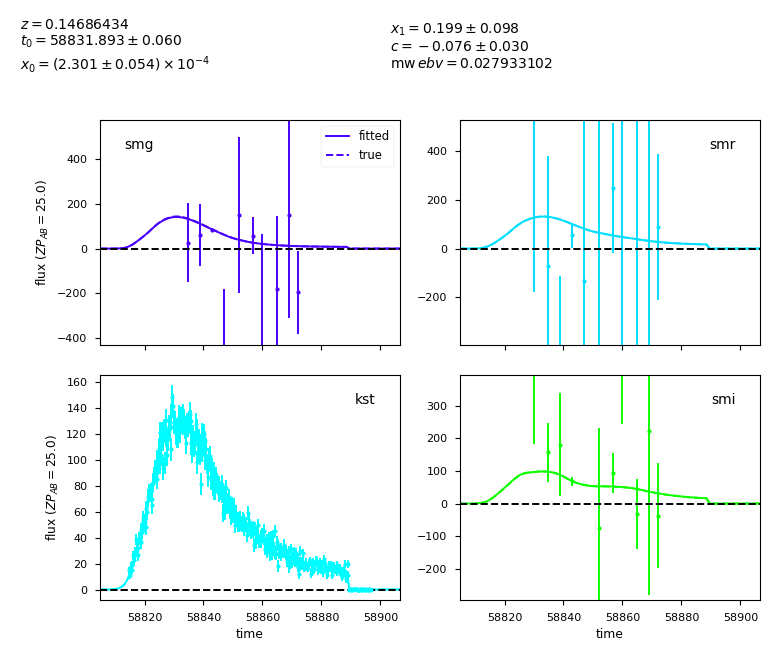 z = 0.14686434
t₀ = 58831.893 ± 0.060
x₀ = (2.301 ± 0.054) × 10⁻⁴
x₁ = 0.199 ± 0.098
c = −0.076 ± 0.030
mw ebv = 0.027933102
smg
fitted
true
400
200
0
−200
−400
flux (ZP_AB = 25.0)
smr
400
200
0
−200
kst
160
140
120
100
80
60
40
20
0
flux (ZP_AB = 25.0)
58820 58840 58860 58880 58900
time
smi
300
200
100
0
−100
−200
58820 58840 58860 58880 58900
time